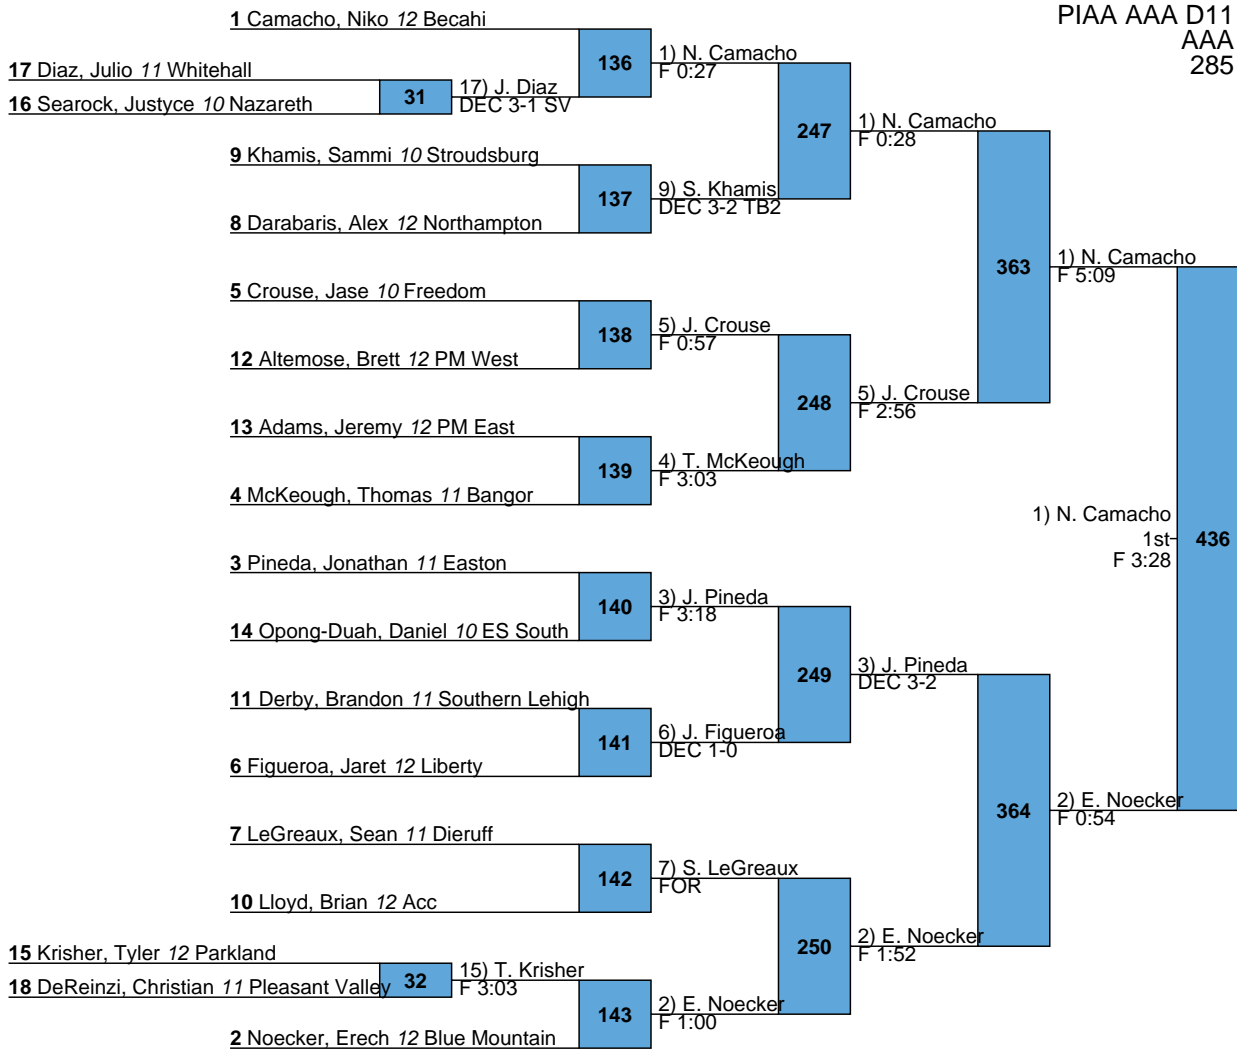 PIAA AAA D11
AAA
285
1 Camacho, Niko 12 Becahi
17 Diaz, Julio 11 Whitehall
16 Searock, Justyce 10 Nazareth
31
17) J. Diaz
DEC 3-1 SV
136
1) N. Camacho
F 0:27
9 Khamis, Sammi 10 Stroudsburg
8 Darabaris, Alex 12 Northampton
137
9) S. Khamis
DEC 3-2 TB2
247
1) N. Camacho
F 0:28
5 Crouse, Jase 10 Freedom
12 Altemose, Brett 12 PM West
138
5) J. Crouse
F 0:57
13 Adams, Jeremy 12 PM East
4 McKeough, Thomas 11 Bangor
139
4) T. McKeough
F 3:03
248
5) J. Crouse
F 2:56
363
1) N. Camacho
F 5:09
3 Pineda, Jonathan 11 Easton
14 Opong-Duah, Daniel 10 ES South
140
3) J. Pineda
F 3:18
11 Derby, Brandon 11 Southern Lehigh
6 Figueroa, Jaret 12 Liberty
141
6) J. Figueroa
DEC 1-0
249
3) J. Pineda
DEC 3-2
7 LeGreaux, Sean 11 Dieruff
10 Lloyd, Brian 12 Acc
142
7) S. LeGreaux
FOR
15 Krisher, Tyler 12 Parkland
18 DeReinzi, Christian 11 Pleasant Valley
32
15) T. Krisher
F 3:03
2 Noecker, Erech 12 Blue Mountain
143
2) E. Noecker
F 1:00
250
2) E. Noecker
F 1:52
364
2) E. Noecker
F 0:54
436
1) N. Camacho
1st
F 3:28